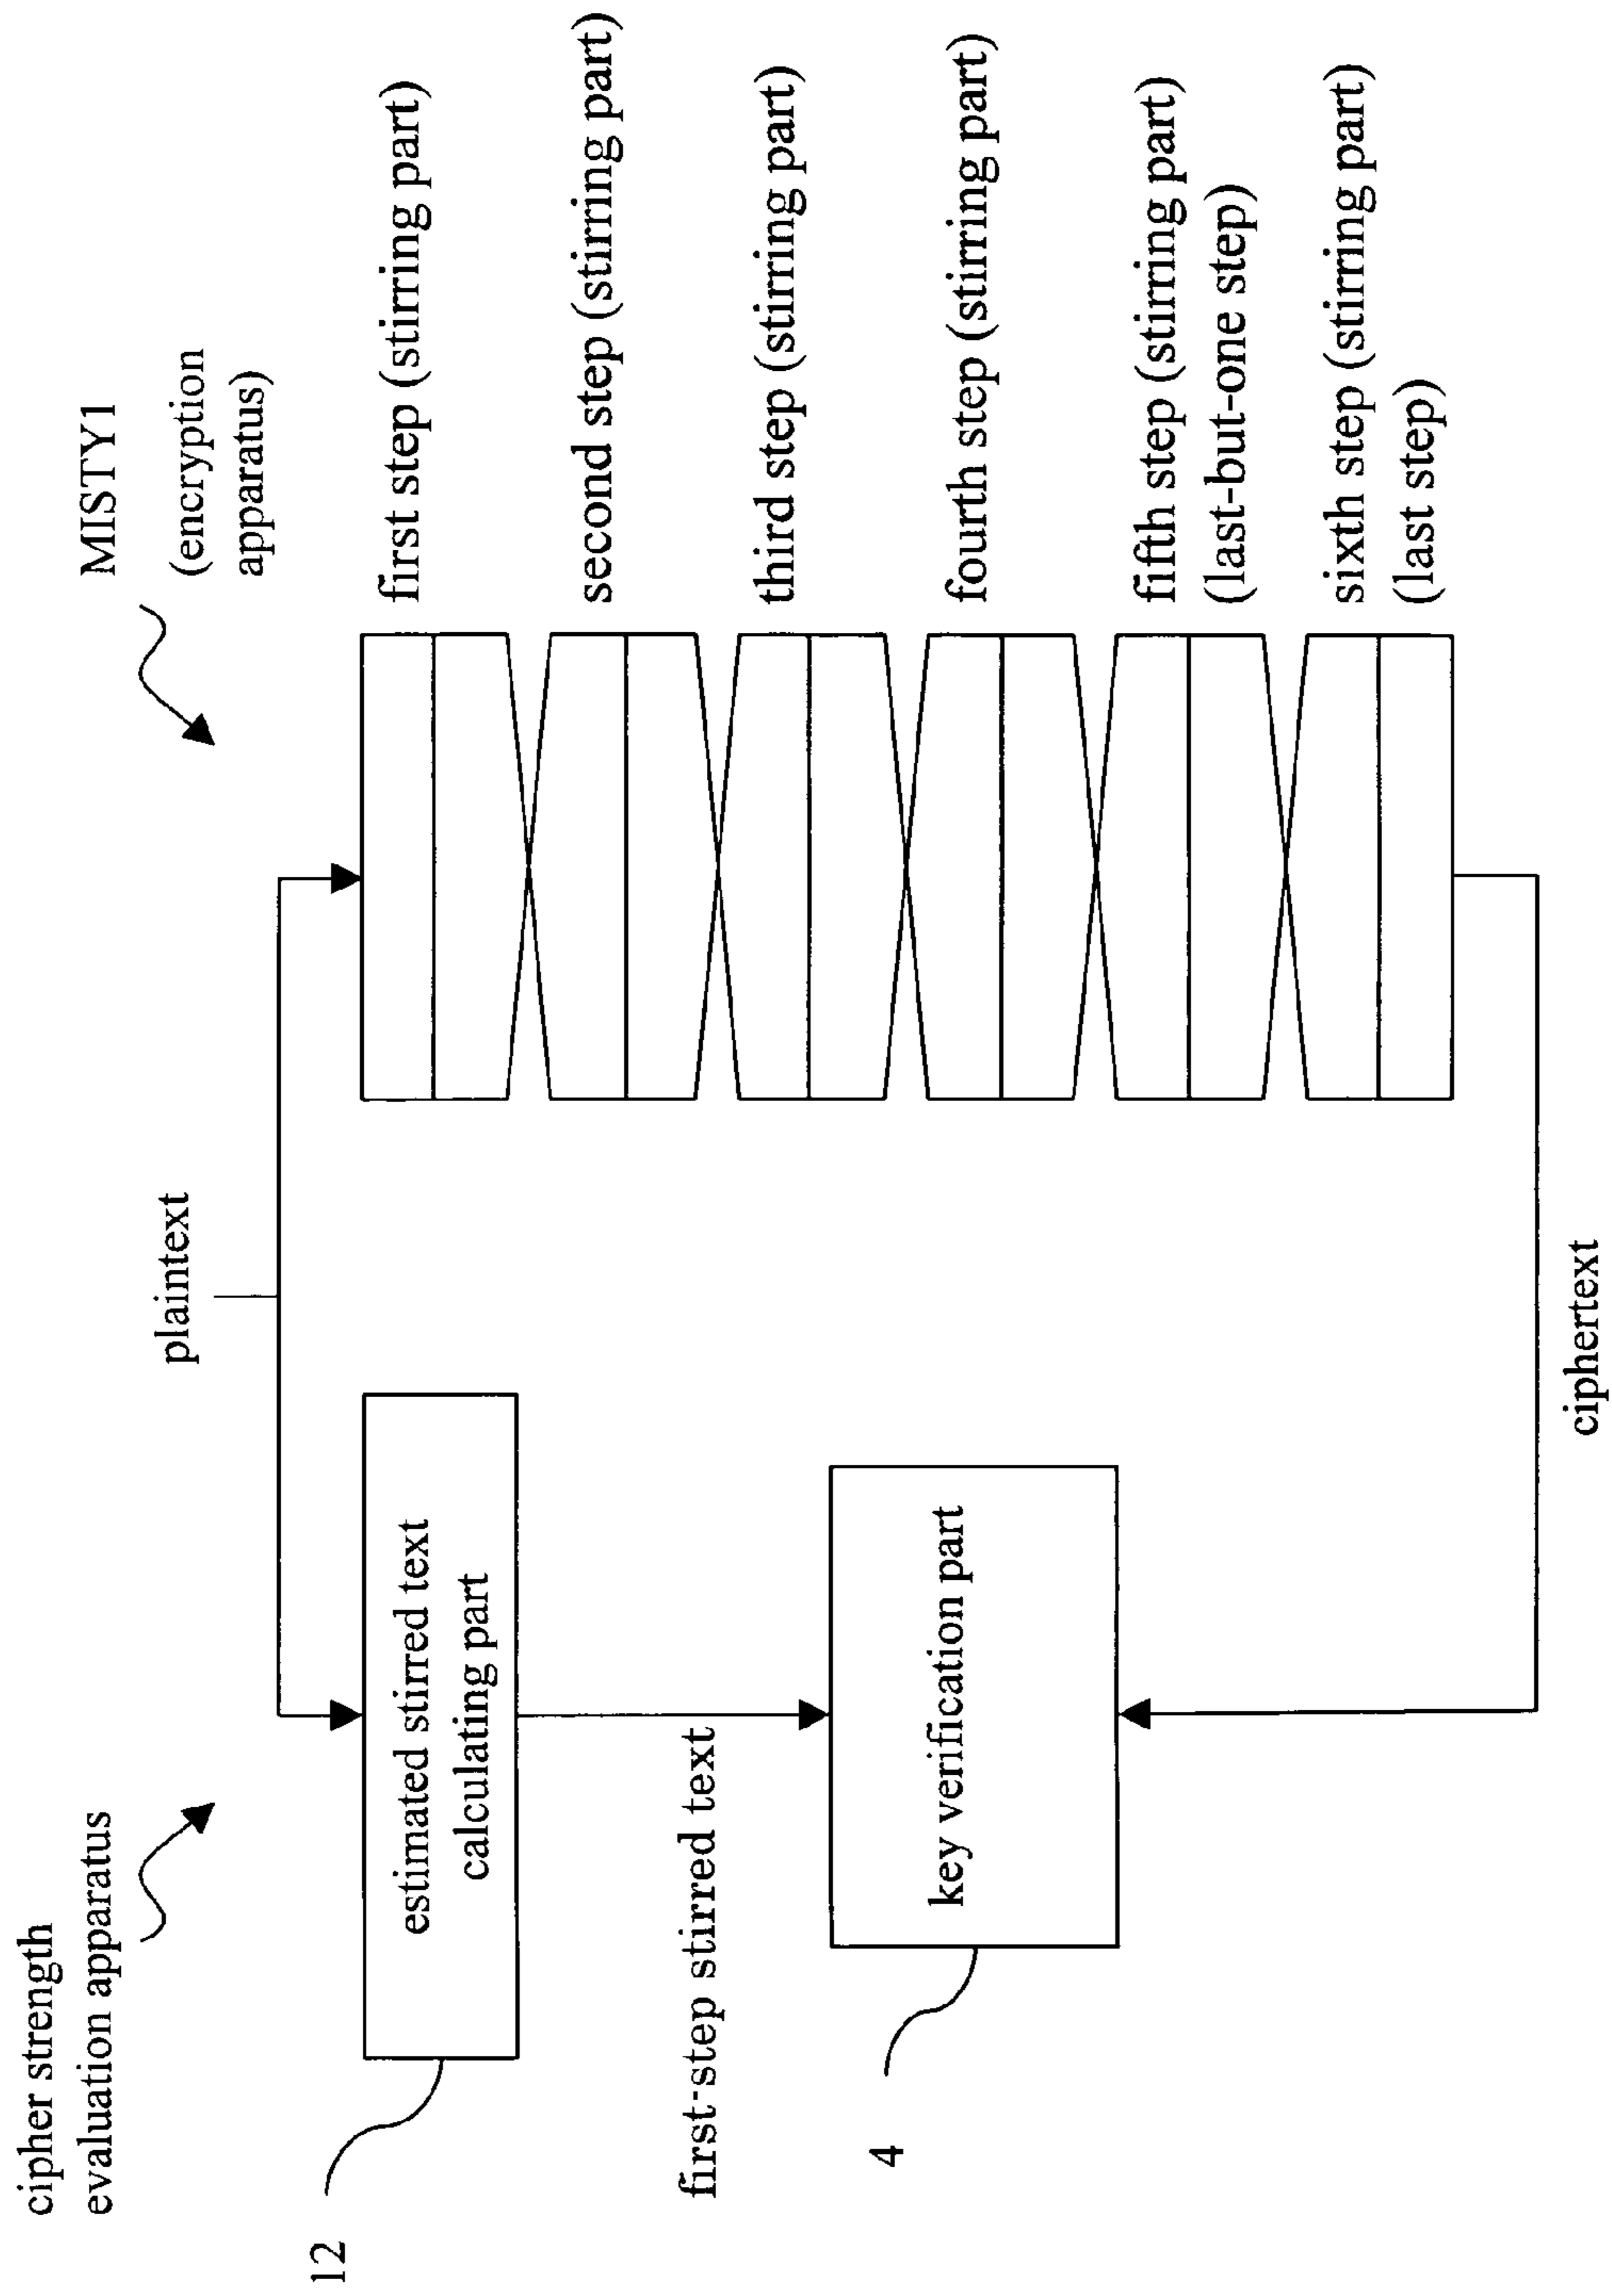 cipher strength
evaluation apparatus
MISTY1
(encryption
apparatus)
plaintext
12
estimated stirred text
calculating part
first-step stirred text
4
key verification part
first step (stirring part)
second step (stirring part)
third step (stirring part)
fourth step (stirring part)
fifth step (stirring part)
(last-but-one step)
sixth step (stirring part)
(last step)
ciphertext